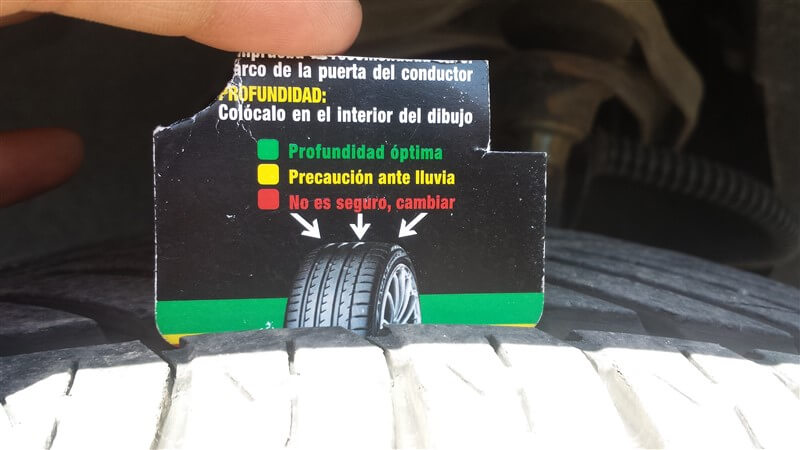 arco de la puerta del conductor
PROFUNDIDAD:
Colócalo en el interior del dibujo
Profundidad óptima
Precaución ante lluvia
No es seguro, cambiar